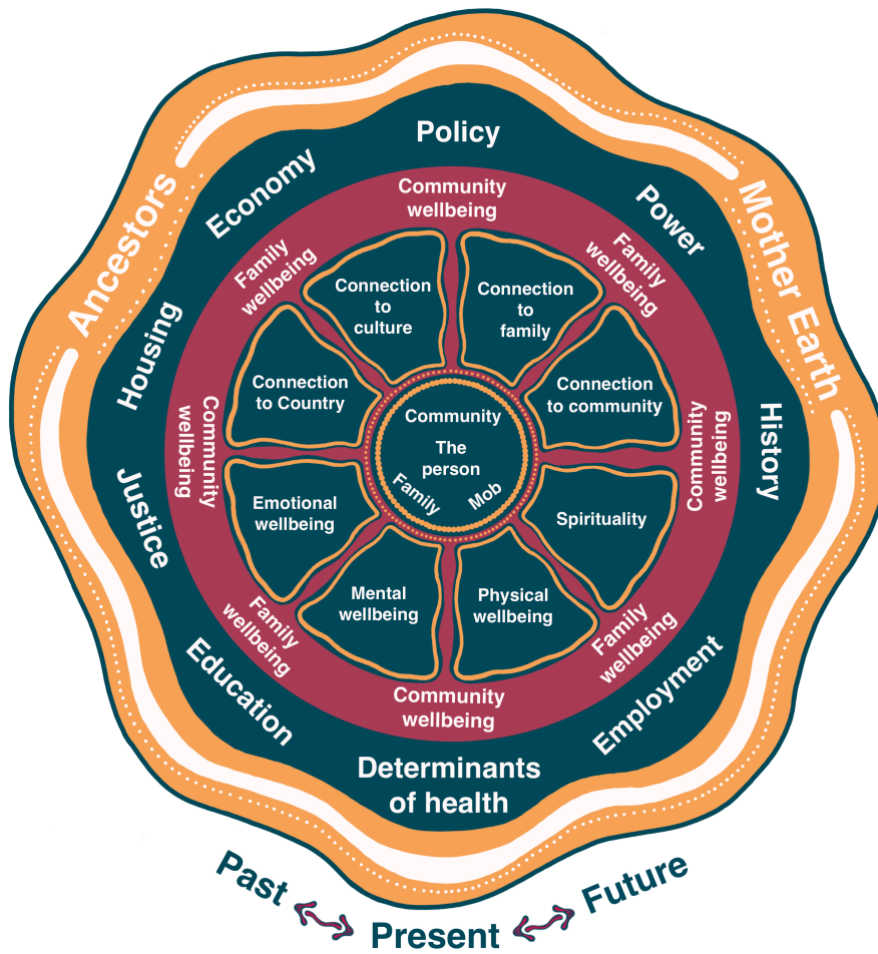 Policy
Economy
Power
Ancestors
Mother Earth
Housing
History
Justice
Education
Employment
Determinants
of health
Community
wellbeing
Family
wellbeing
Family
wellbeing
Community
wellbeing
Community
wellbeing
Family
wellbeing
Family
wellbeing
Community
wellbeing
Connection
to
culture
Connection
to
family
Connection
to Country
Connection
to community
Emotional
wellbeing
Spirituality
Mental
wellbeing
Physical
wellbeing
Community
The
person
Family
Mob
Past
Present
Future